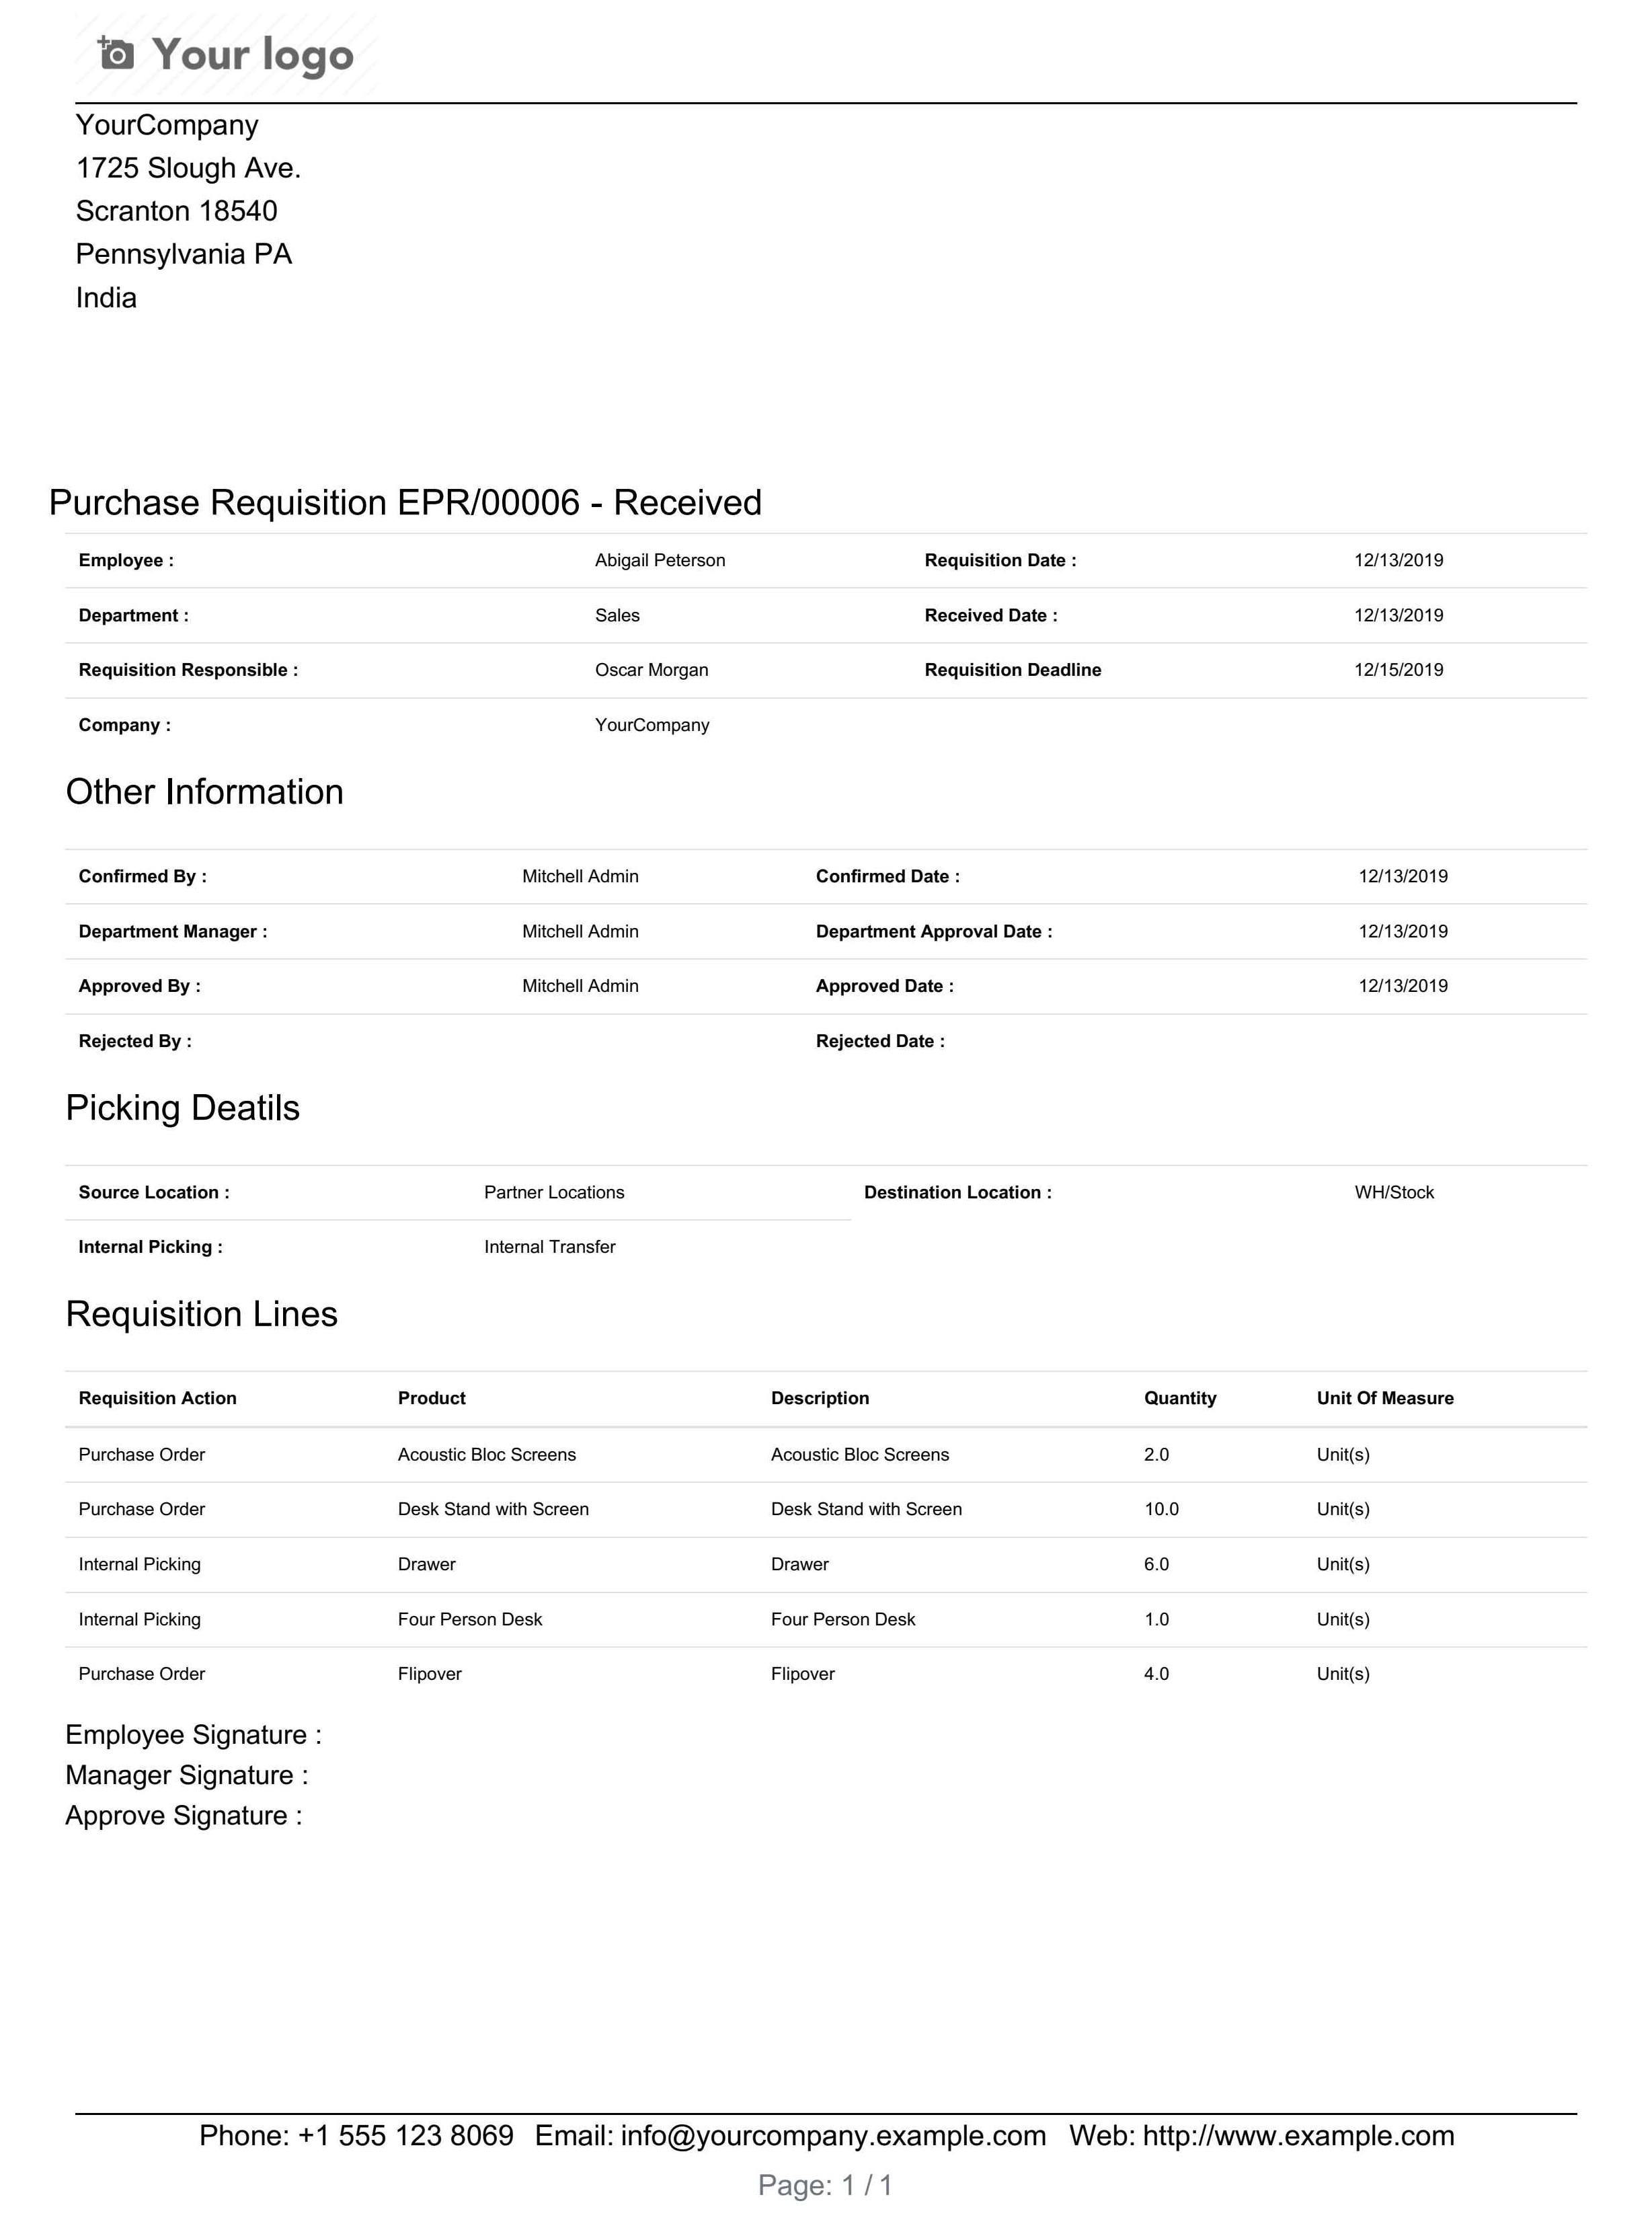 Your logo
YourCompany
1725 Slough Ave.
Scranton 18540
Pennsylvania PA
India
Purchase Requisition EPR/00006 - Received
Employee : Abigail Peterson Requisition Date : 12/13/2019
Department : Sales Received Date : 12/13/2019
Requisition Responsible : Oscar Morgan Requisition Deadline 12/15/2019
Company : YourCompany
Other Information
Confirmed By : Mitchell Admin Confirmed Date : 12/13/2019
Department Manager : Mitchell Admin Department Approval Date : 12/13/2019
Approved By : Mitchell Admin Approved Date : 12/13/2019
Rejected By : Rejected Date :
Picking Deatils
Source Location : Partner Locations Destination Location : WH/Stock
Internal Picking : Internal Transfer
Requisition Lines
Requisition Action Product Description Quantity Unit Of Measure
Purchase Order Acoustic Bloc Screens Acoustic Bloc Screens 2.0 Unit(s)
Purchase Order Desk Stand with Screen Desk Stand with Screen 10.0 Unit(s)
Internal Picking Drawer Drawer 6.0 Unit(s)
Internal Picking Four Person Desk Four Person Desk 1.0 Unit(s)
Purchase Order Flipover Flipover 4.0 Unit(s)
Employee Signature :
Manager Signature :
Approve Signature :
Phone: +1 555 123 8069 Email: info@yourcompany.example.com Web: http://www.example.com
Page: 1 / 1